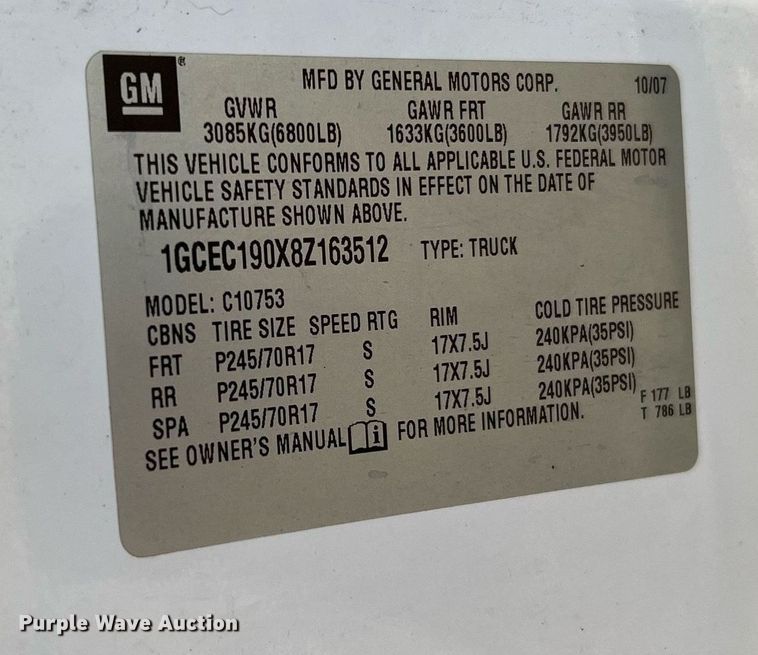 GM®
MFD BY GENERAL MOTORS CORP. 10/07
GVWR GAWR FRT GAWR RR
3085KG(6800LB) 1633KG(3600LB) 1792KG(3950LB)
THIS VEHICLE CONFORMS TO ALL APPLICABLE U.S. FEDERAL MOTOR
VEHICLE SAFETY STANDARDS IN EFFECT ON THE DATE OF
MANUFACTURE SHOWN ABOVE.
1GCEC190X8Z163512 TYPE: TRUCK
MODEL: C10753
CBNS TIRE SIZE SPEED RTG RIM COLD TIRE PRESSURE
FRT P245/70R17 S 17X7.5J 240KPA(35PSI)
RR P245/70R17 S 17X7.5J 240KPA(35PSI)
SPA P245/70R17 S 17X7.5J 240KPA(35PSI)
F 177 LB
T 786 LB
SEE OWNER'S MANUAL i FOR MORE INFORMATION.
Purple Wave Auction